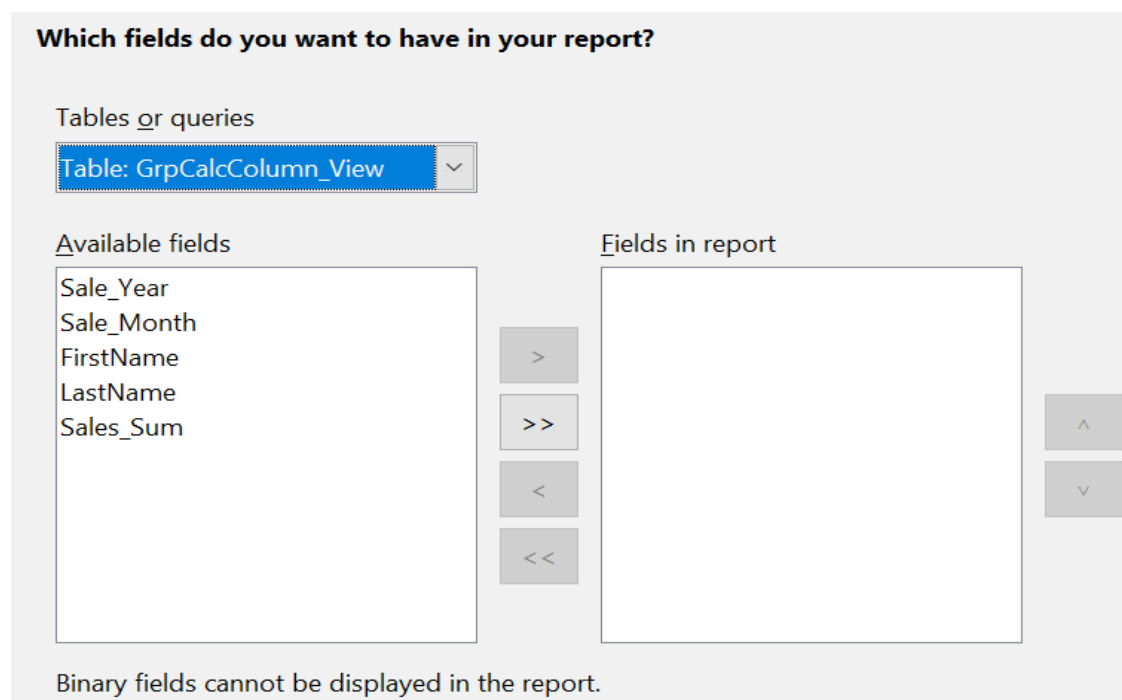 Which fields do you want to have in your report?
Tables or queries
Table: GrpCalcColumn_View
Available fields
Fields in report
Sale_Year
Sale_Month
FirstName
LastName
Sales_Sum
>
>>
<
<<
^
v
Binary fields cannot be displayed in the report.